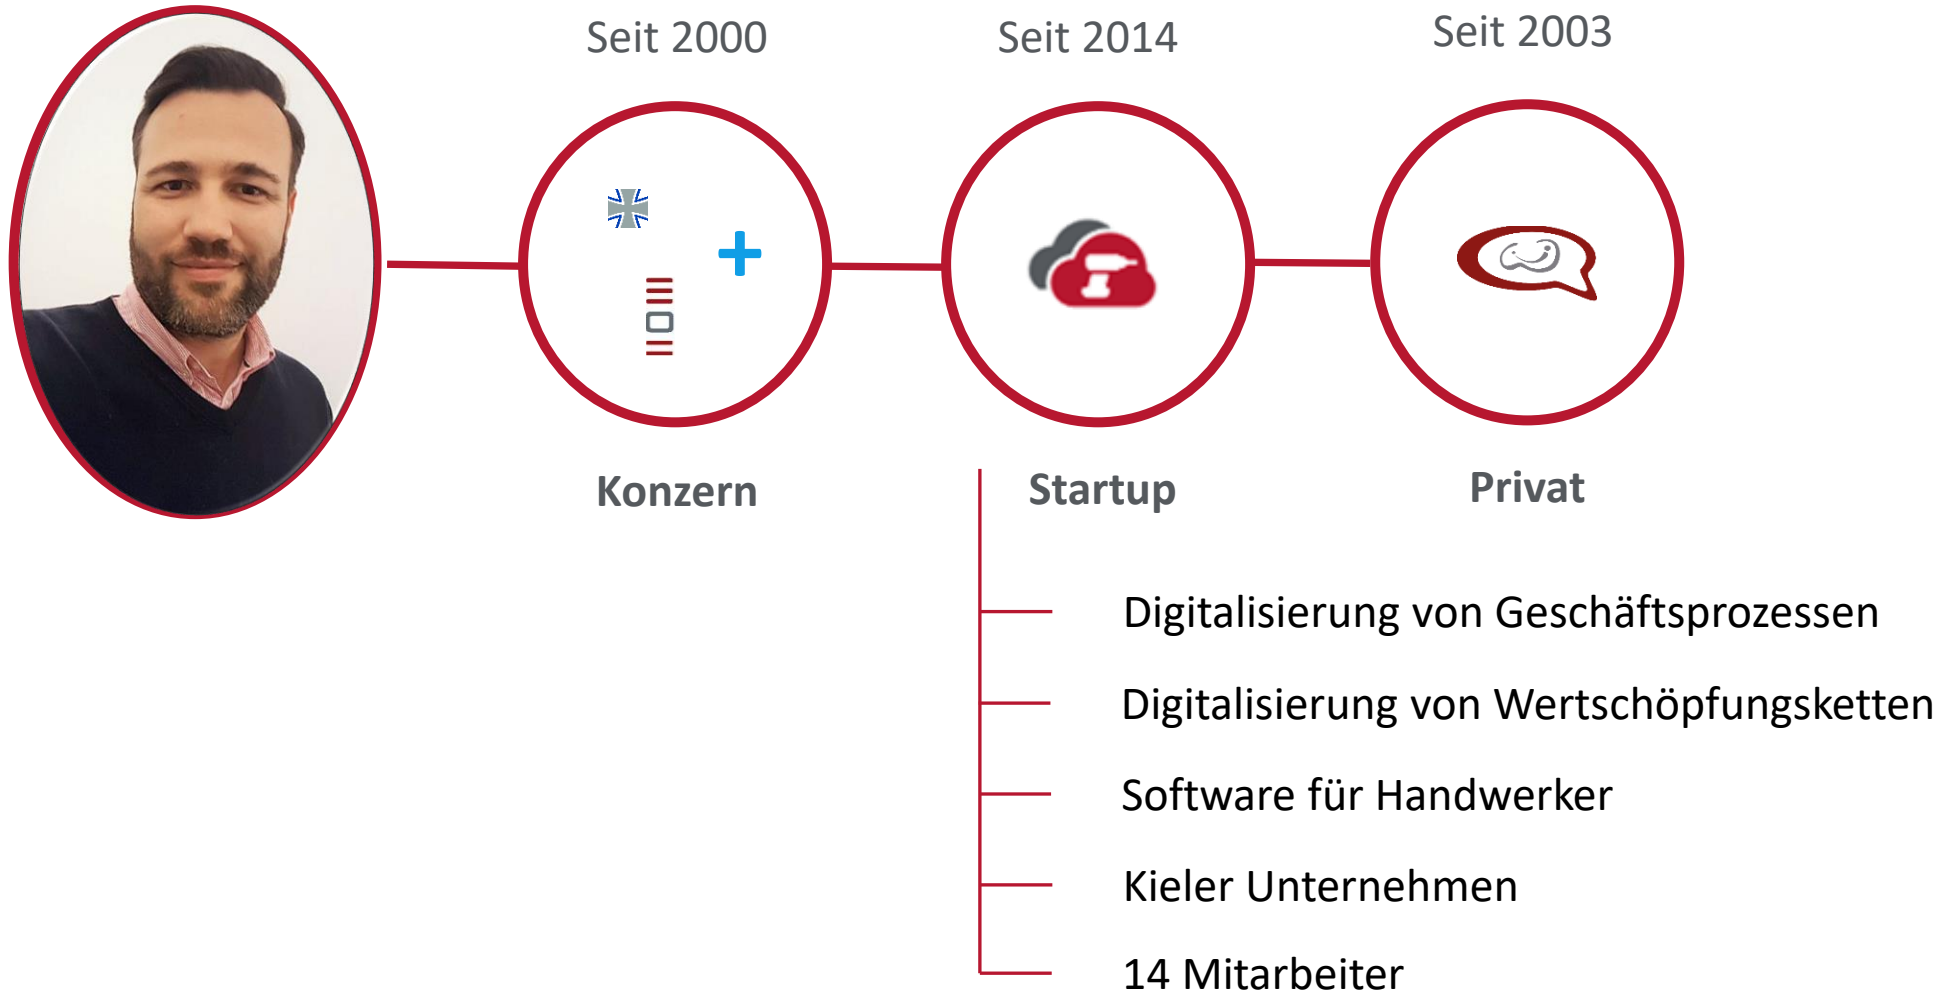 Seit 2000
Seit 2014
Seit 2003
Konzern
Startup
Privat
Digitalisierung von Geschäftsprozessen
Digitalisierung von Wertschöpfungsketten
Software für Handwerker
Kieler Unternehmen
14 Mitarbeiter